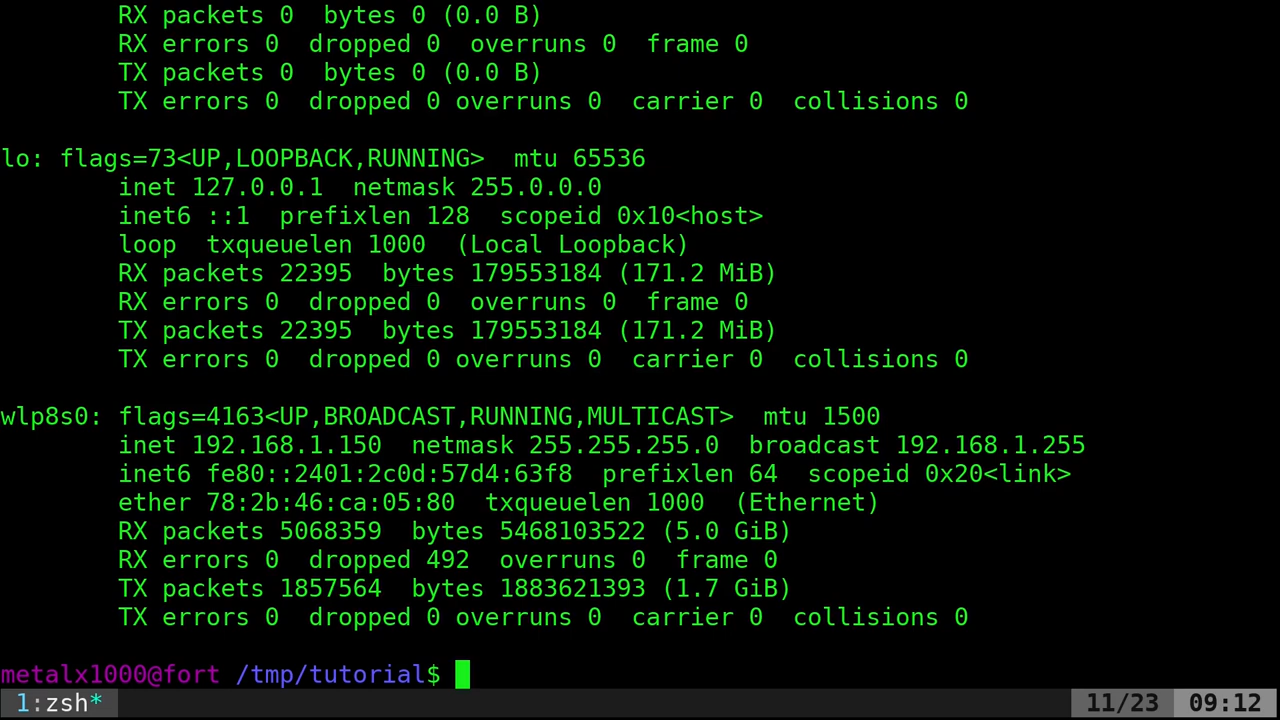 RX packets 0  bytes 0 (0.0 B)
RX errors 0  dropped 0  overruns 0  frame 0
TX packets 0  bytes 0 (0.0 B)
TX errors 0  dropped 0 overruns 0  carrier 0  collisions 0
lo: flags=73<UP,LOOPBACK,RUNNING>  mtu 65536
inet 127.0.0.1  netmask 255.0.0.0
inet6 ::1  prefixlen 128  scopeid 0x10<host>
loop  txqueuelen 1000  (Local Loopback)
RX packets 22395  bytes 179553184 (171.2 MiB)
RX errors 0  dropped 0  overruns 0  frame 0
TX packets 22395  bytes 179553184 (171.2 MiB)
TX errors 0  dropped 0 overruns 0  carrier 0  collisions 0
wlp8s0: flags=4163<UP,BROADCAST,RUNNING,MULTICAST>  mtu 1500
inet 192.168.1.150  netmask 255.255.255.0  broadcast 192.168.1.255
inet6 fe80::2401:2c0d:57d4:63f8  prefixlen 64  scopeid 0x20<link>
ether 78:2b:46:ca:05:80  txqueuelen 1000  (Ethernet)
RX packets 5068359  bytes 5468103522 (5.0 GiB)
RX errors 0  dropped 492  overruns 0  frame 0
TX packets 1857564  bytes 1883621393 (1.7 GiB)
TX errors 0  dropped 0 overruns 0  carrier 0  collisions 0
metalx1000@fort /tmp/tutorial$
1:zsh* 11/23 09:12